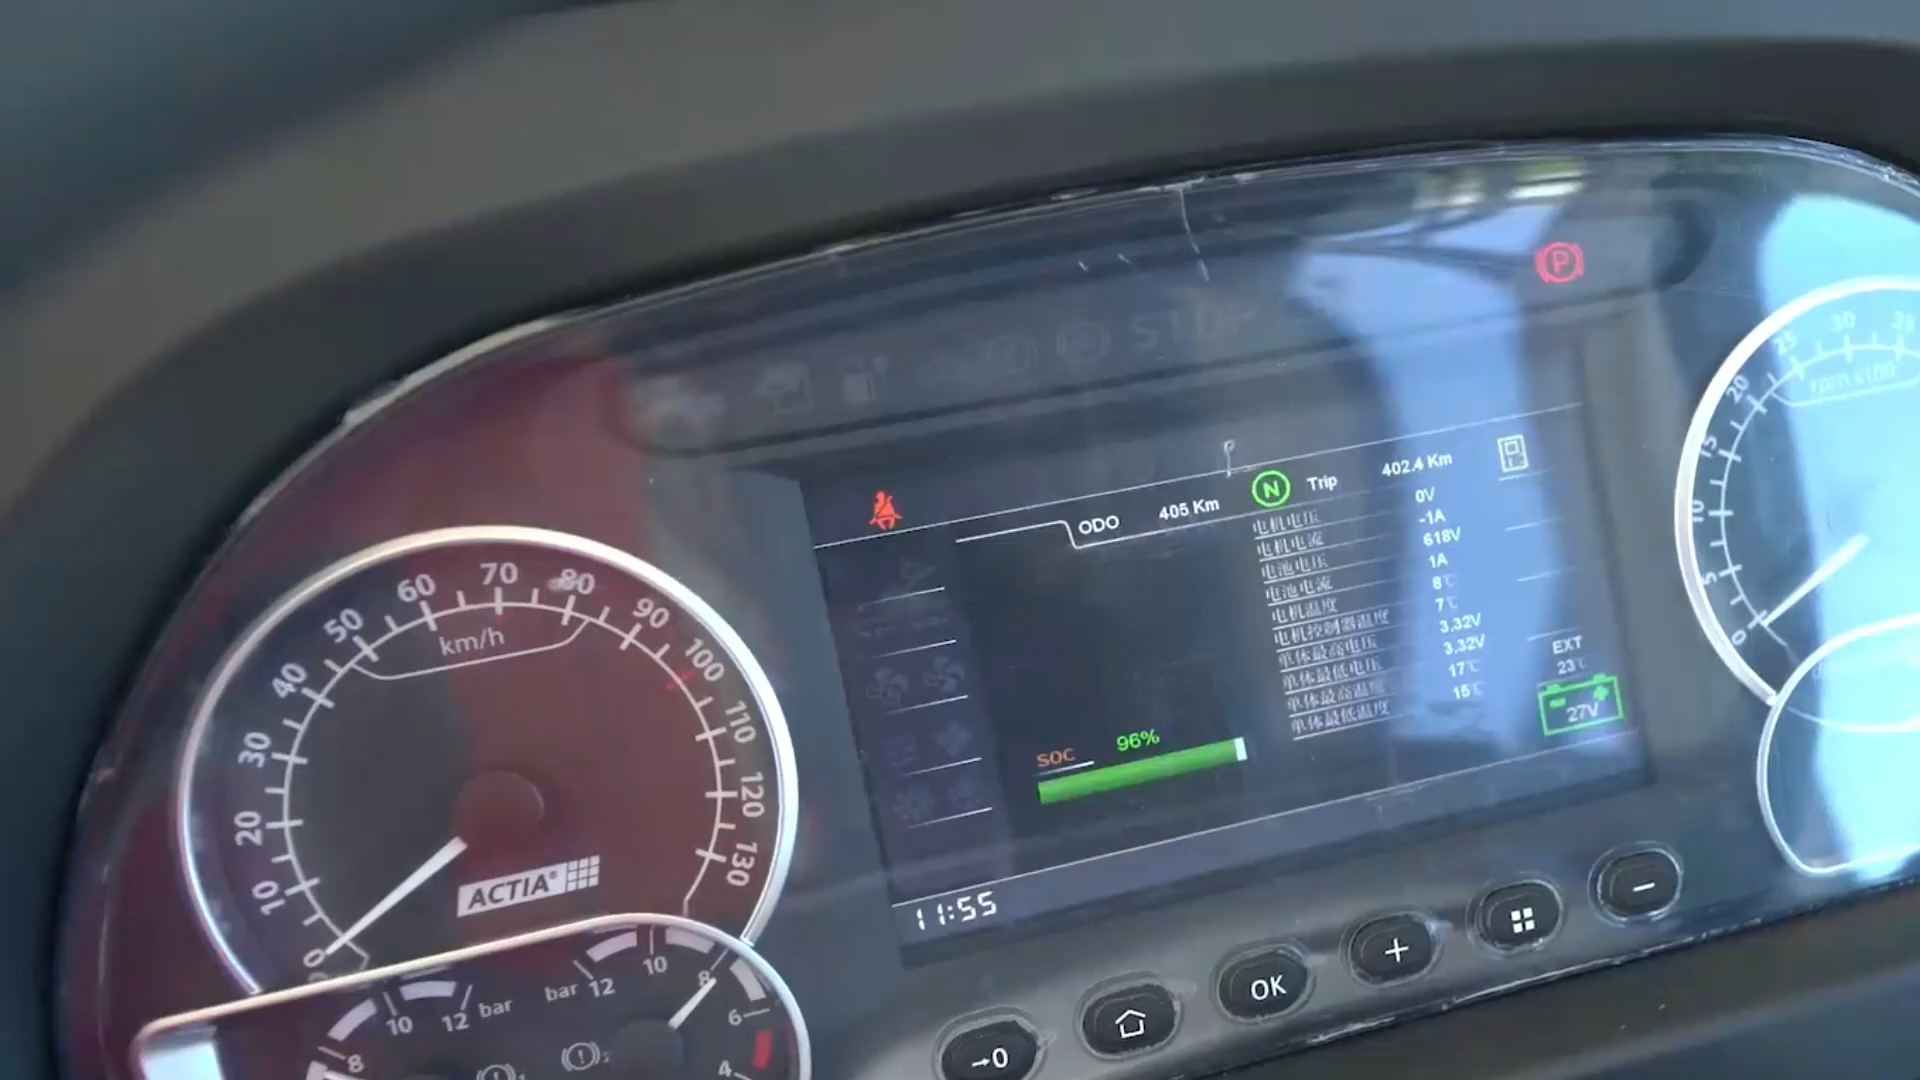 STOP
ODO 405 Km N Trip 402.4 Km
电机电压 0V
电机电流 -1A
电池电压 618V
电池电流 1A
电机温度 8℃
电机控制器温度 7℃
单体最高电压 3.32V
单体最低电压 3.32V
单体最高温度 17℃
单体最低温度 15℃
EXT
23℃
27V
SOC 96%
11:55
0 10 20 30 40 50 60 70 80 90 100 110 120 130
km/h
ACTIA®
8 10 12 bar
bar 12 10 8 6 4
0 5 10 15 20 25 30
rpm x100
P
→0
OK
+
−